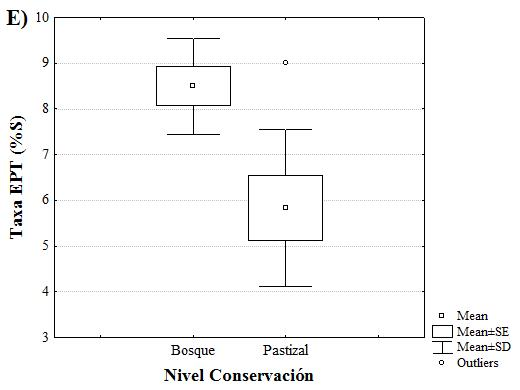 E)
10
9
8
7
6
5
4
3
Taxa EPT (%S)
Bosque Pastizal
Nivel Conservación
Mean
Mean±SE
Mean±SD
Outliers